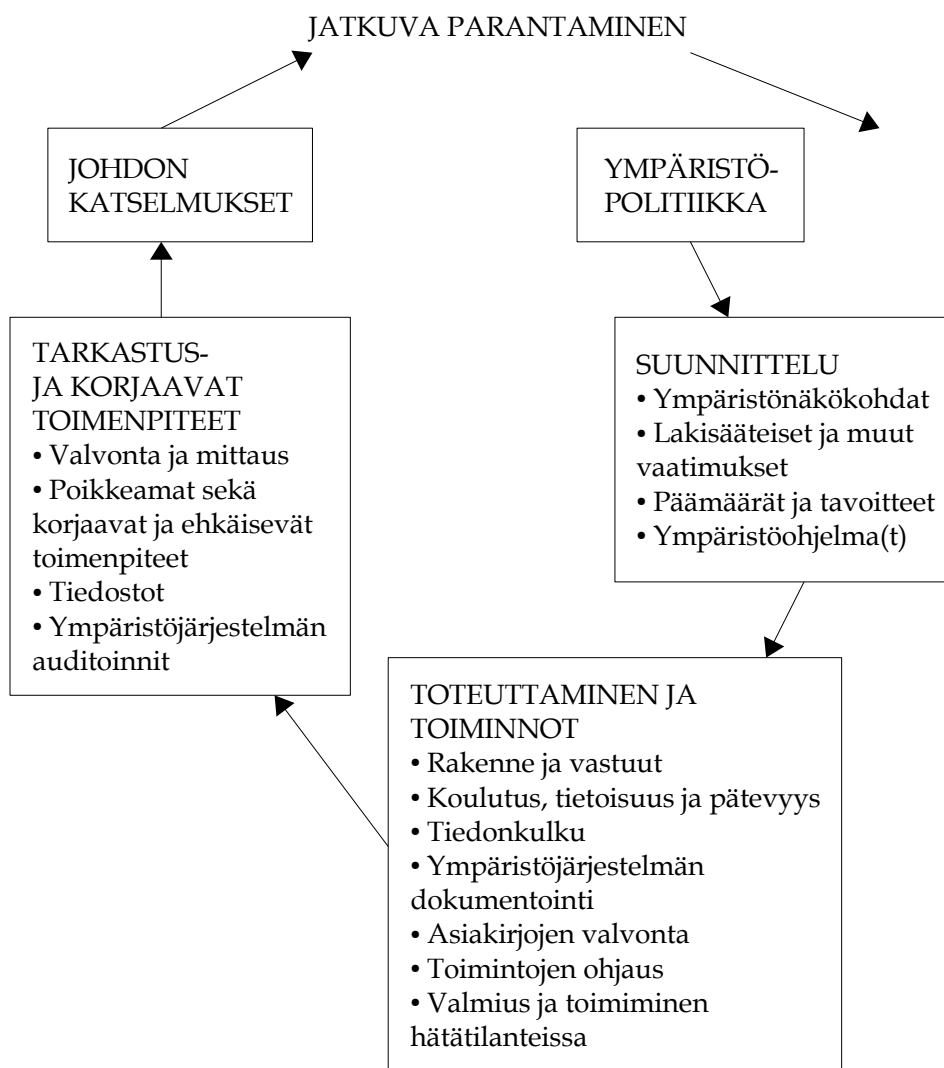 JATKUVA PARANTAMINEN
JOHDON
KATSELMUKSET
YMPÄRISTÖ-
POLITIIKKA
TARKASTUS-
JA KORJAAVAT
TOIMENPITEET
• Valvonta ja mittaus
• Poikkeamat sekä
korjaavat ja ehkäisevät
toimenpiteet
• Tiedostot
• Ympäristöjärjestelmän
auditoinnit
SUUNNITTELU
• Ympäristönäkökohdat
• Lakisääteiset ja muut
vaatimukset
• Päämäärät ja tavoitteet
• Ympäristöohjelma(t)
TOTEUTTAMINEN JA
TOIMINNOT
• Rakenne ja vastuut
• Koulutus, tietoisuus ja pätevyys
• Tiedonkulku
• Ympäristöjärjestelmän
dokumentointi
• Asiakirjojen valvonta
• Toimintojen ohjaus
• Valmius ja toimiminen
hätätilanteissa